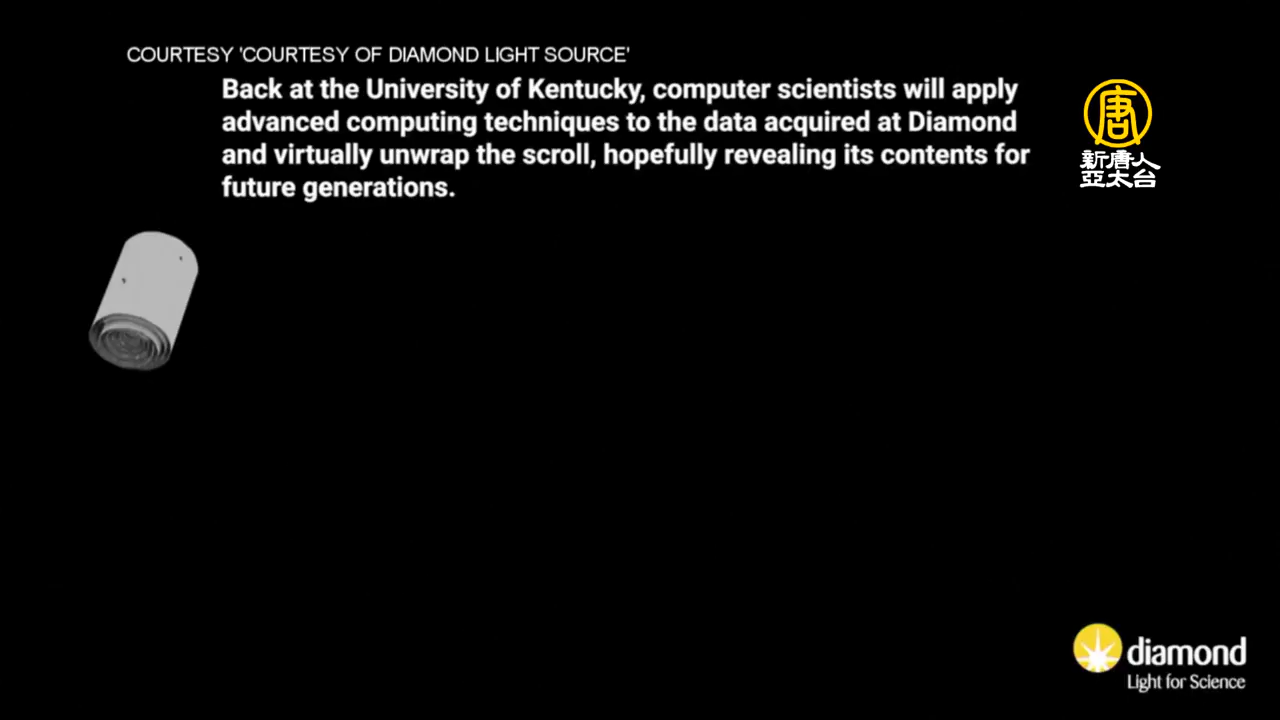 COURTESY 'COURTESY OF DIAMOND LIGHT SOURCE'
Back at the University of Kentucky, computer scientists will apply
advanced computing techniques to the data acquired at Diamond
and virtually unwrap the scroll, hopefully revealing its contents for
future generations.
唐
新唐人
亞太台
diamond
Light for Science